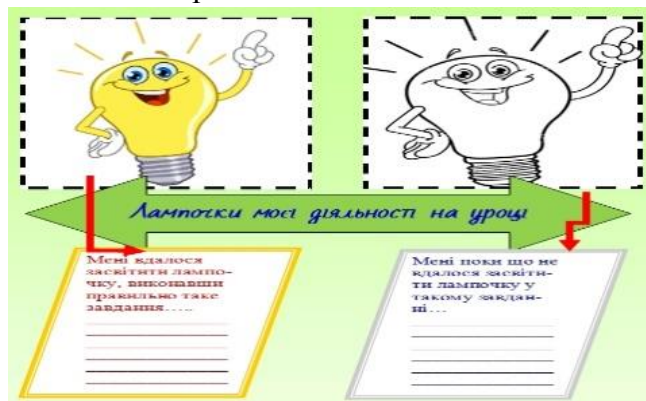 Лампочки моєї діяльності на уроці
Мені вдалося
засвітити лампо-
чку, виконавши
правильно таке
завдання…..
Мені поки що не
вдалося засвіти-
ти лампочку у
такому завдан-
ні…